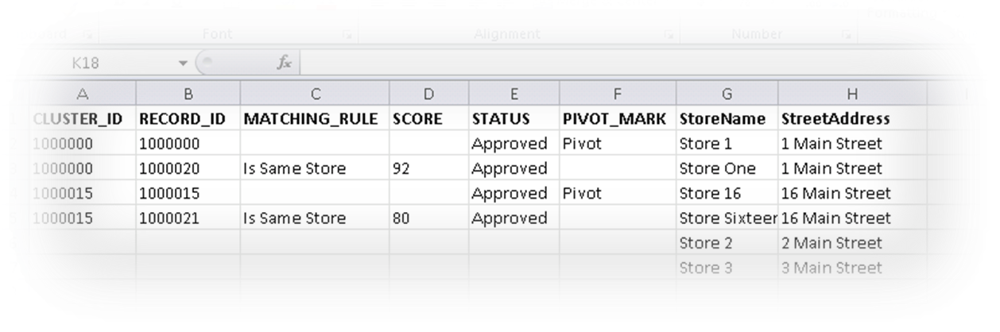 Font Alignment Number
K18 fx
A B C D E F G H
CLUSTER_ID RECORD_ID MATCHING_RULE SCORE STATUS PIVOT_MARK StoreName StreetAddress
1000000 1000000 Approved Pivot Store 1 1 Main Street
1000000 1000020 Is Same Store 92 Approved Store One 1 Main Street
1000015 1000015 Approved Pivot Store 16 16 Main Street
1000015 1000021 Is Same Store 80 Approved Store Sixteen 16 Main Street
Store 2 2 Main Street
Store 3 3 Main Street